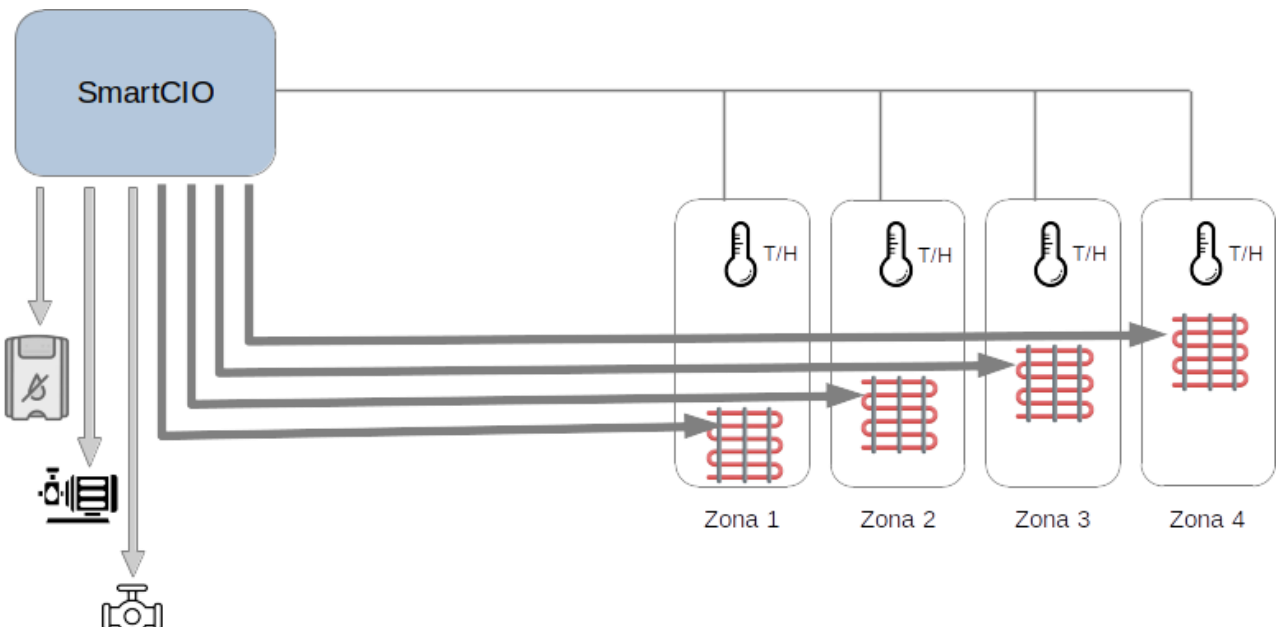 SmartCIO
T/H
T/H
T/H
T/H
Zona 1
Zona 2
Zona 3
Zona 4